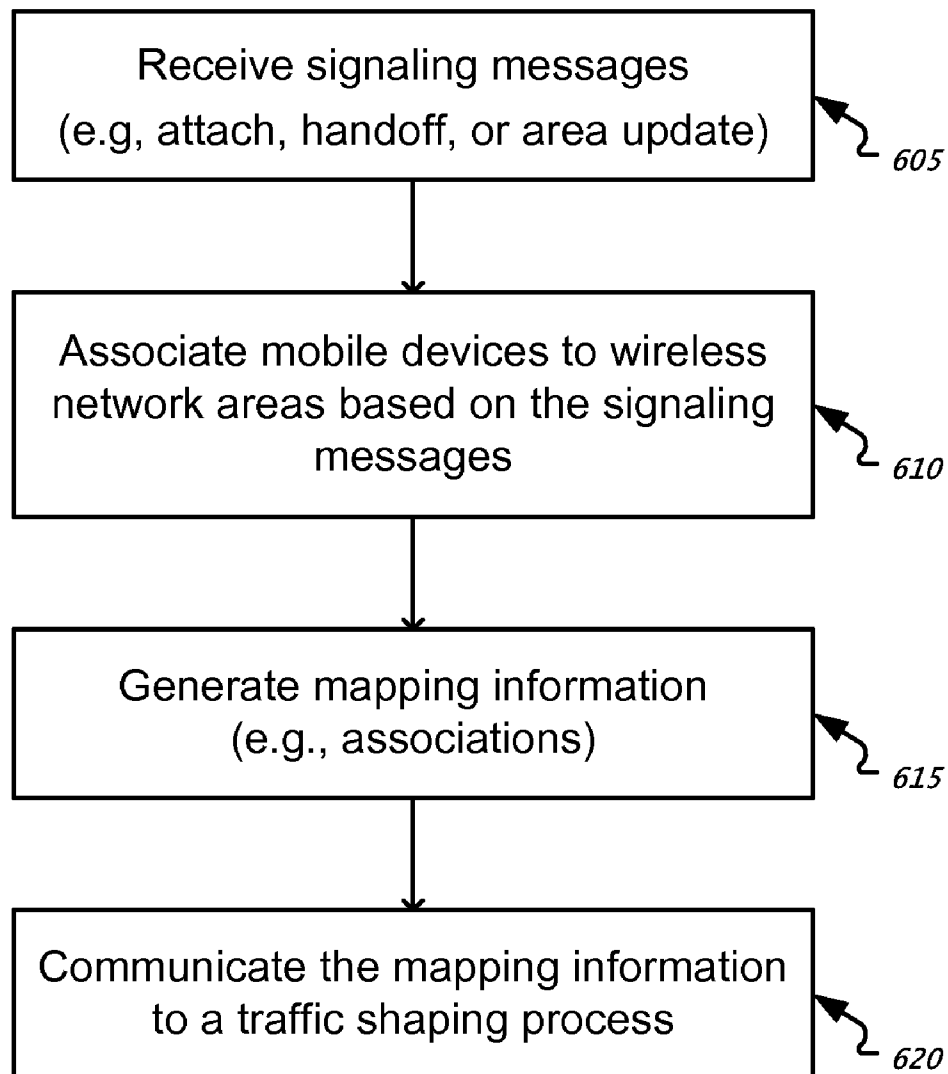 Receive signaling messages
(e.g, attach, handoff, or area update)
605
Associate mobile devices to wireless
network areas based on the signaling
messages
610
Generate mapping information
(e.g., associations)
615
Communicate the mapping information
to a traffic shaping process
620